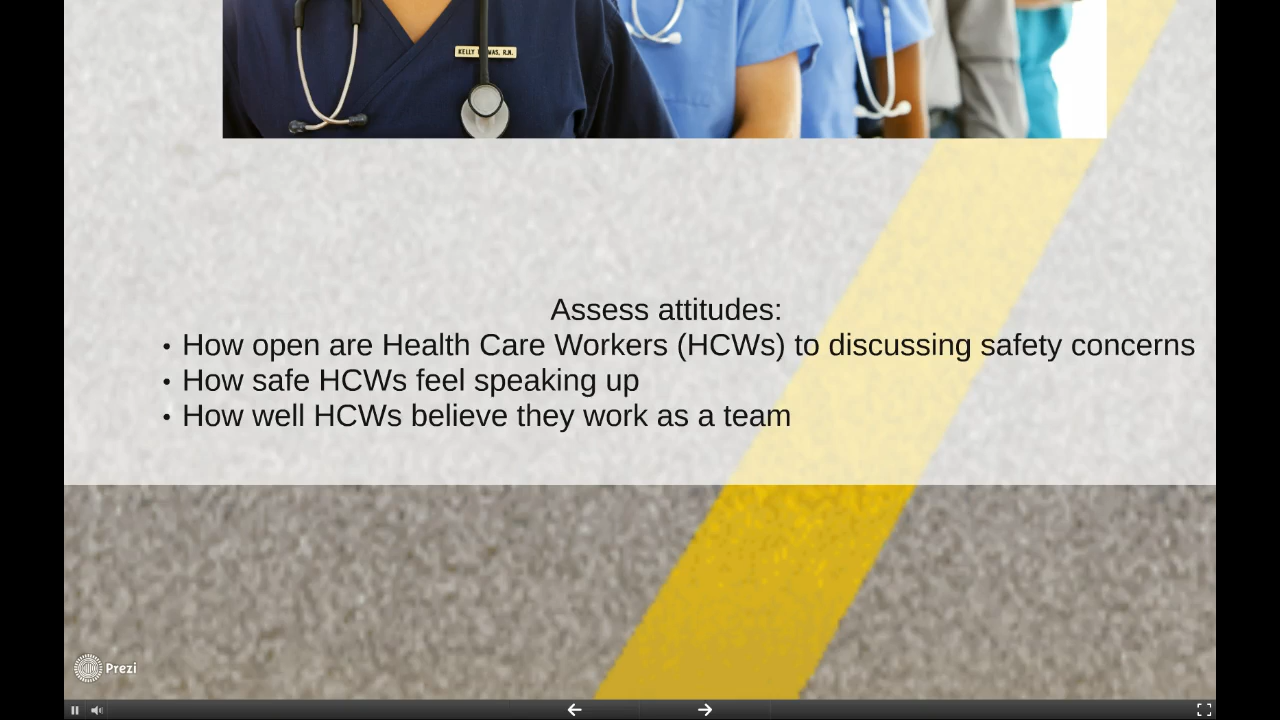 KELLY R.N.
Assess attitudes:
• How open are Health Care Workers (HCWs) to discussing safety concerns
• How safe HCWs feel speaking up
• How well HCWs believe they work as a team
Prezi